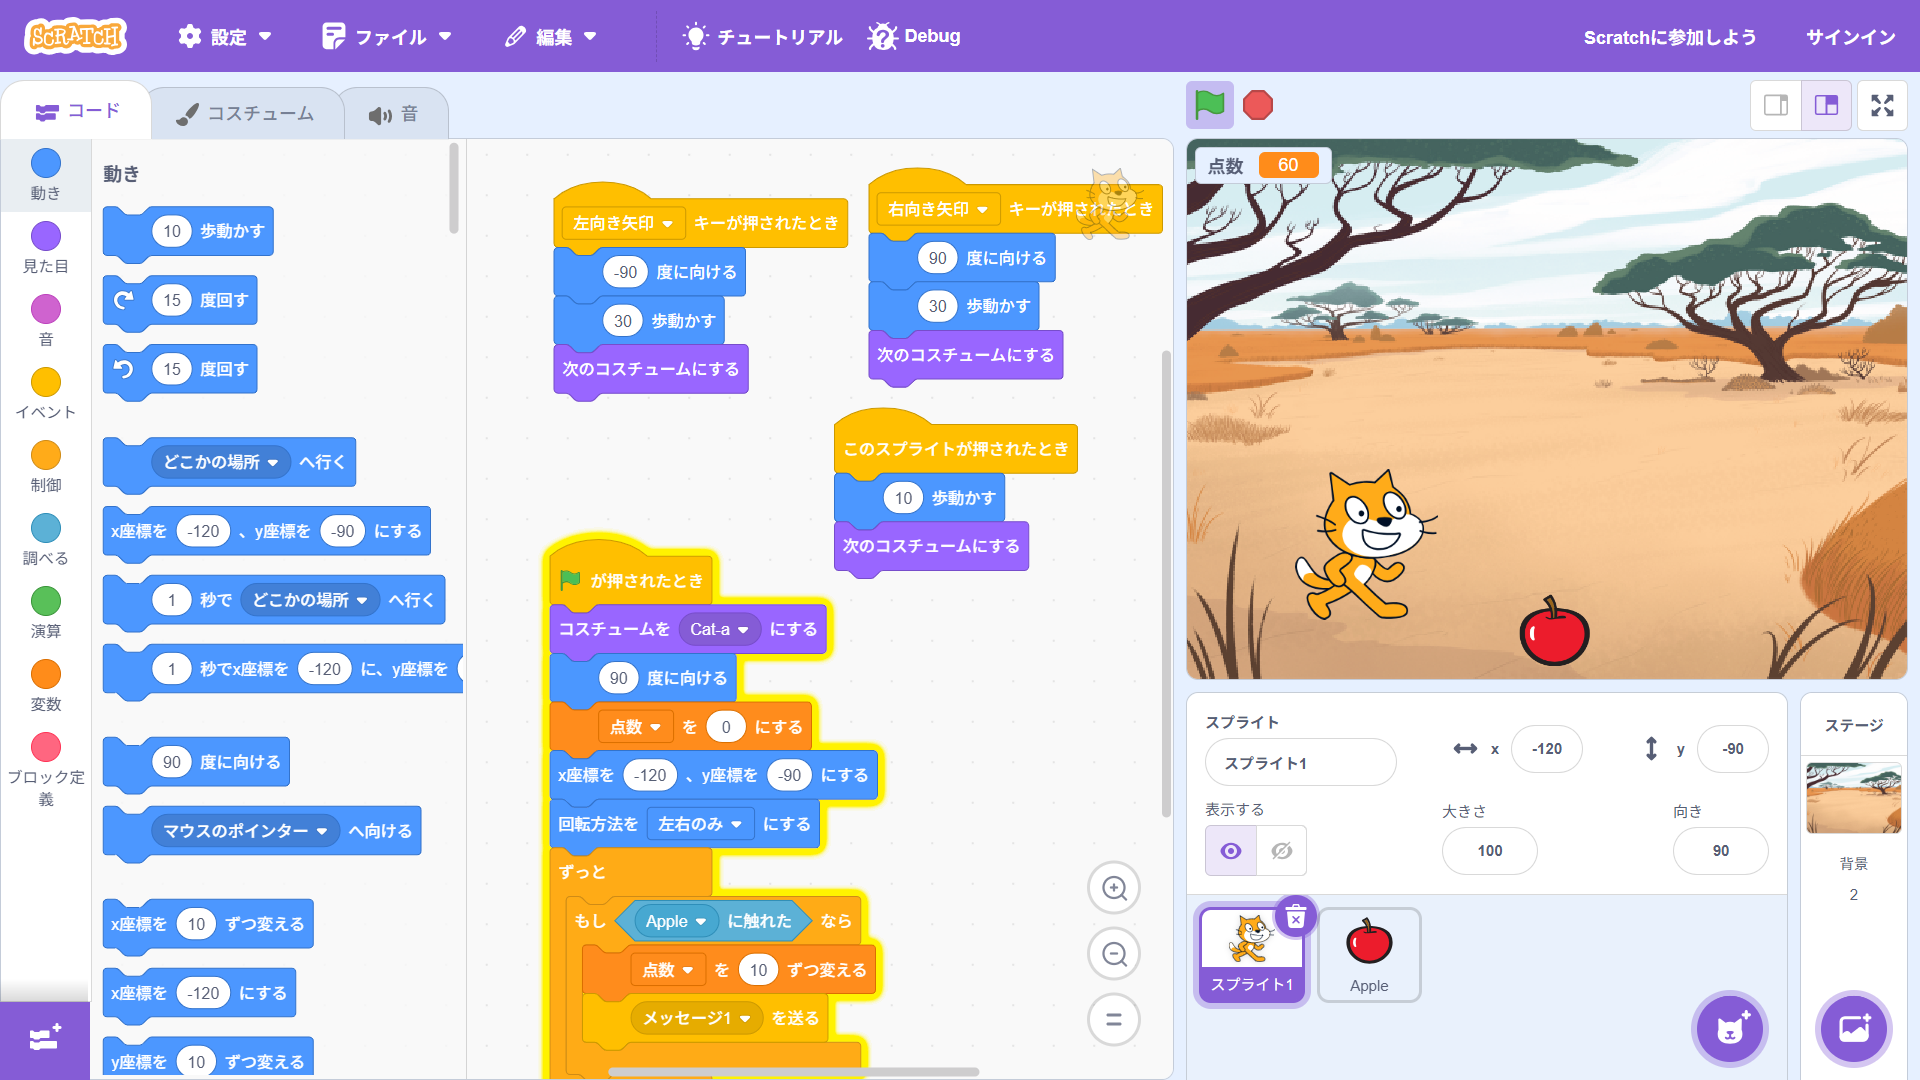 SCRATCH
設定
ファイル
編集
チュートリアル
Debug
Scratchに参加しよう
サインイン
コード
コスチューム
音
動き
見た目
音
イベント
制御
調べる
演算
変数
ブロック定
義
動き
10 歩動かす
15 度回す
15 度回す
どこかの場所 へ行く
x座標を -120 、y座標を -90 にする
1 秒で どこかの場所 へ行く
1 秒でx座標を -120 に、y座標を
90 度に向ける
マウスのポインター へ向ける
x座標を 10 ずつ変える
x座標を -120 にする
y座標を 10 ずつ変える
左向き矢印 キーが押されたとき
-90 度に向ける
30 歩動かす
次のコスチュームにする
右向き矢印 キーが押されたとき
90 度に向ける
30 歩動かす
次のコスチュームにする
このスプライトが押されたとき
10 歩動かす
次のコスチュームにする
が押されたとき
コスチュームを Cat-a にする
90 度に向ける
点数 を 0 にする
x座標を -120 、y座標を -90 にする
回転方法を 左右のみ にする
ずっと
もし Apple に触れた なら
点数 を 10 ずつ変える
メッセージ1 を送る
点数 60
スプライト
スプライト1
x -120
y -90
表示する
大きさ
100
向き
90
スプライト1
Apple
ステージ
背景
2